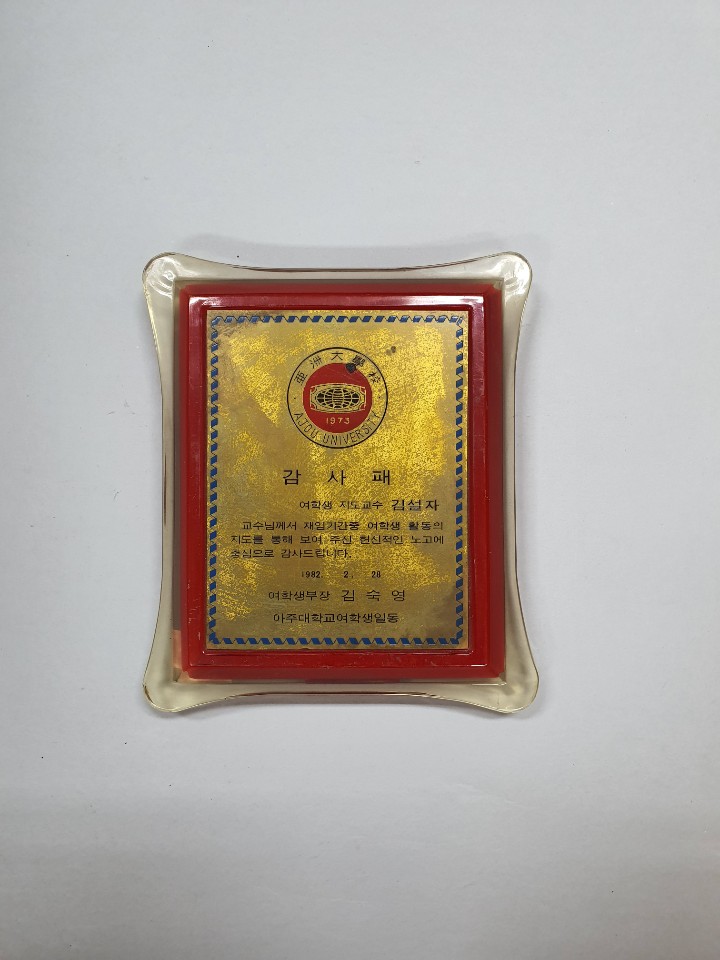 亜洲大學校
1973
AJOU UNIVERSITY
감 사 패
여학생 지도교수 김설자
교수님께서 재임기간중 여학생 활동의
지도를 통해 보여 주신 헌신적인 노고에
충심으로 감사드립니다.
1982. 2. 26
여학생부장 김 숙 영
아주대학교여학생일동